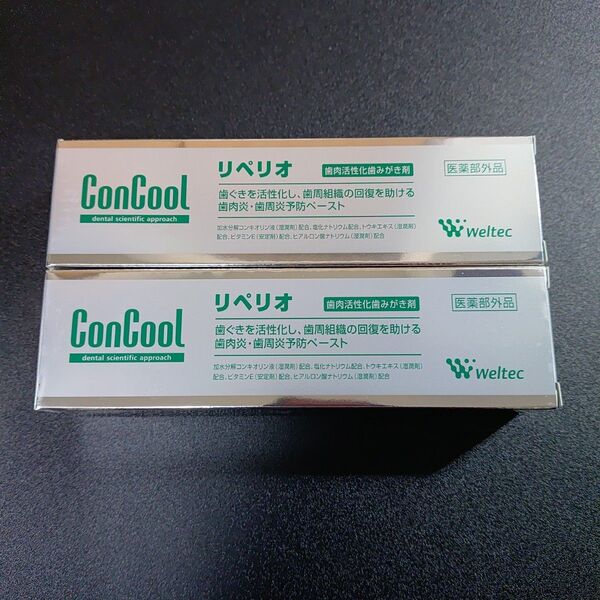 ConCool
dental scientific approach
リペリオ
歯肉活性化歯みがき剤
医薬部外品
歯ぐきを活性化し、歯周組織の回復を助ける
歯肉炎・歯周炎予防ペースト
加水分解コンキオリン液（湿潤剤）配合、塩化ナトリウム配合、トウキエキス（湿潤剤）
配合、ビタミンE（安定剤）配合、ヒアルロン酸ナトリウム（湿潤剤）配合
weltec
ConCool
dental scientific approach
リペリオ
歯肉活性化歯みがき剤
医薬部外品
歯ぐきを活性化し、歯周組織の回復を助ける
歯肉炎・歯周炎予防ペースト
加水分解コンキオリン液（湿潤剤）配合、塩化ナトリウム配合、トウキエキス（湿潤剤）
配合、ビタミンE（安定剤）配合、ヒアルロン酸ナトリウム（湿潤剤）配合
weltec